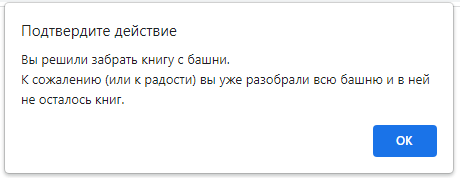 Подтвердите действие
Вы решили забрать книгу с башни.
К сожалению (или к радости) вы уже разобрали всю башню и в ней
не осталось книг.
ОК